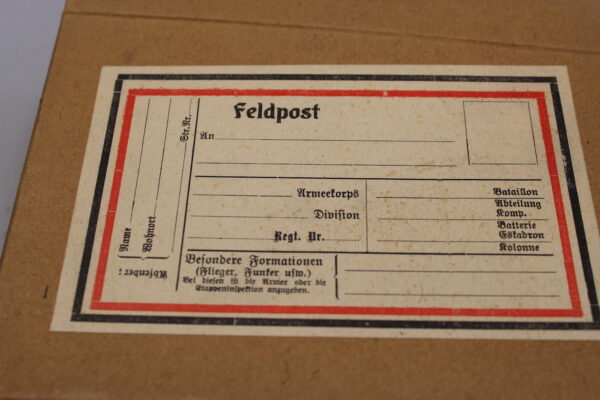 Feldpost
An
Armeekorps
Division
Regt. Nr.
Bataillon
Abteilung
Komp.
Batterie
Eskadron
Kolonne
Besondere Formationen
(Flieger, Funker usw.)
Bei diesen ist die Armee oder die
Etappeninspektion anzugeben.
Absender:
Name
Wohnort
Str. Nr.